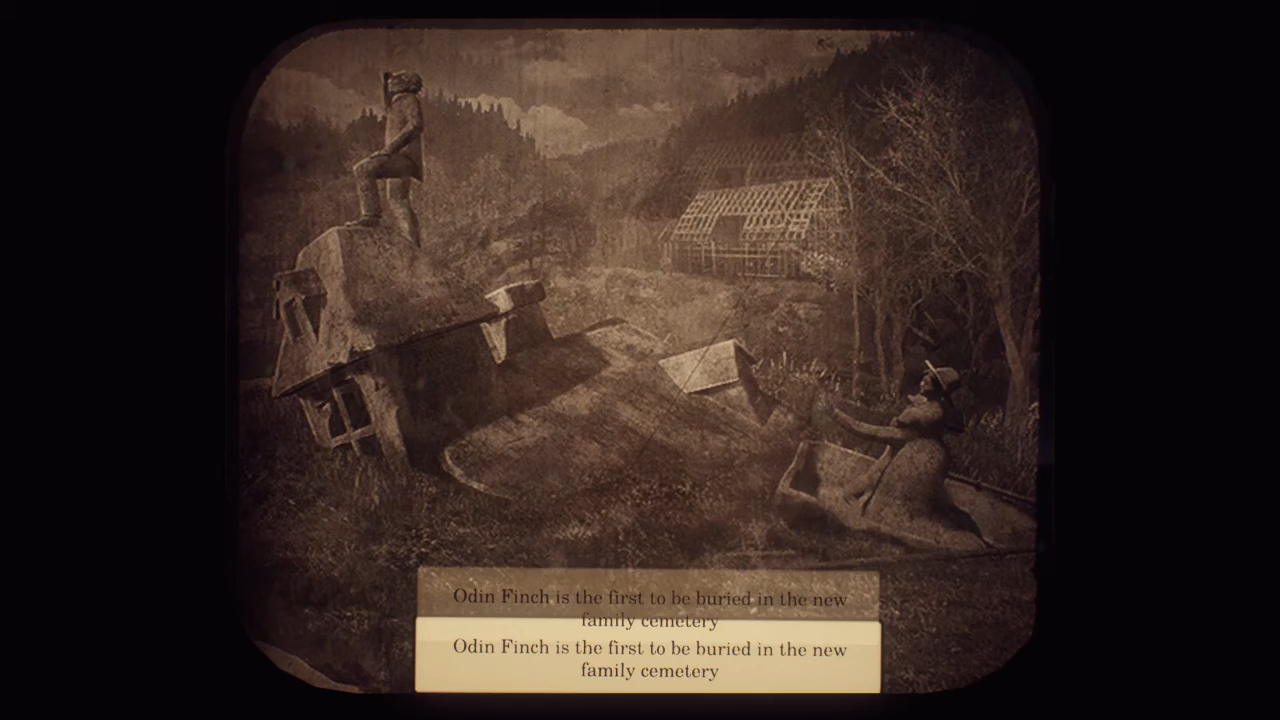 Odin Finch is the first to be buried in the new
family cemetery
Odin Finch is the first to be buried in the new
family cemetery